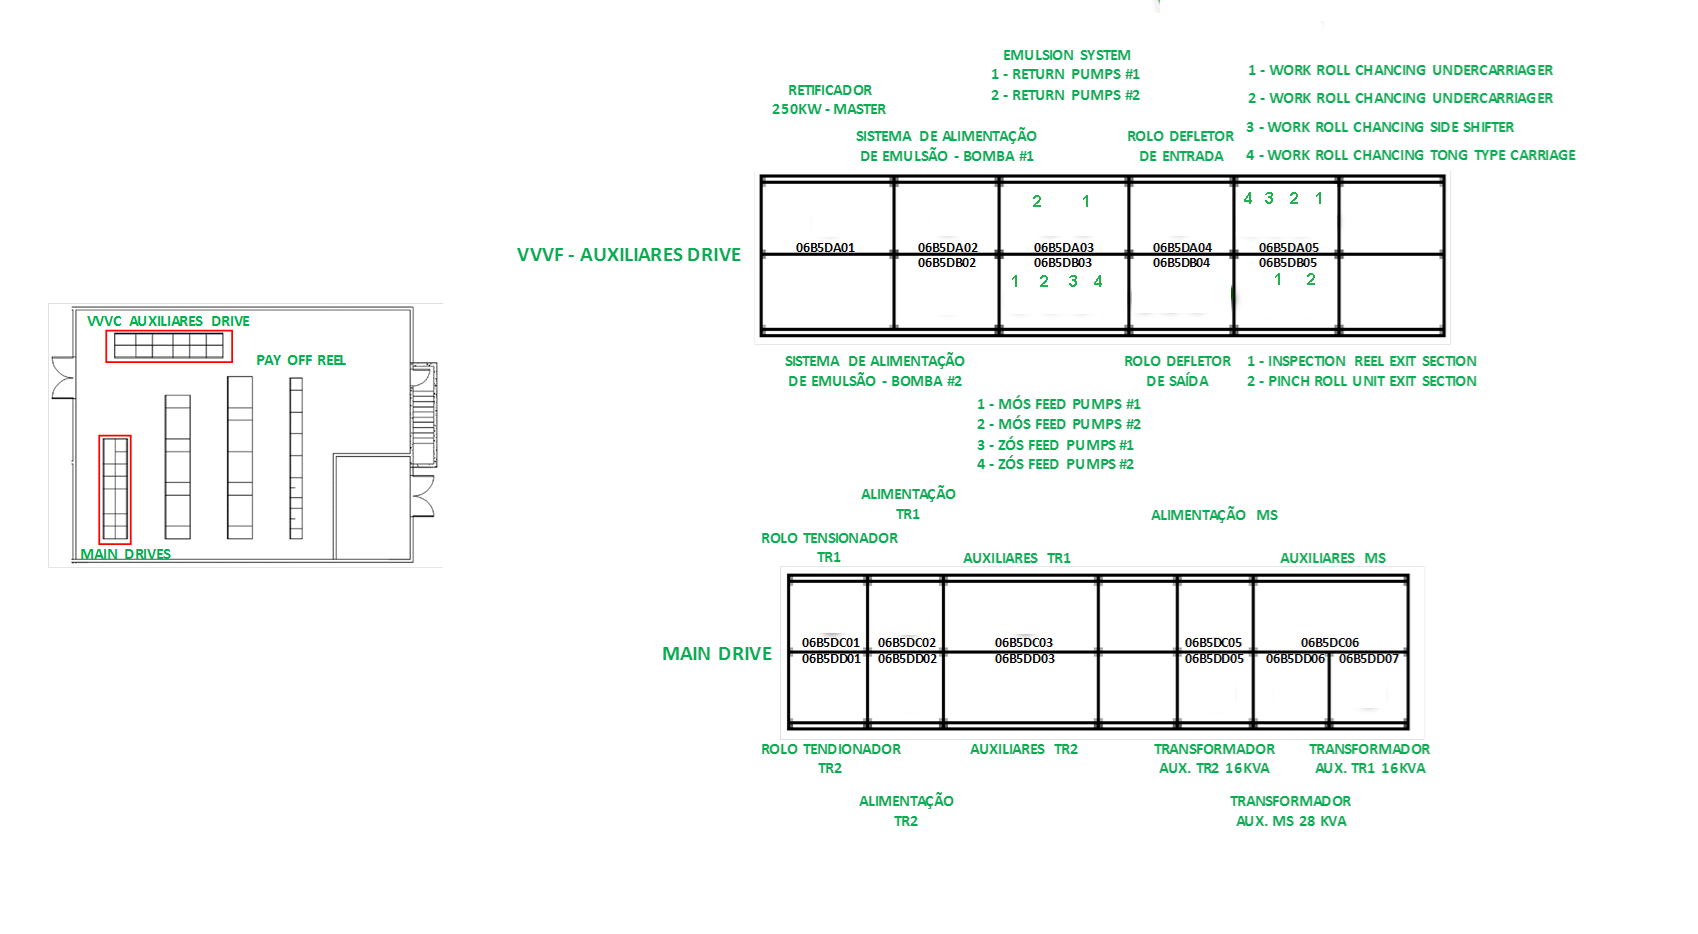 EMULSION SYSTEM
1 - RETURN PUMPS #1
2 - RETURN PUMPS #2
1 - WORK ROLL CHANCING UNDERCARRIAGER
2 - WORK ROLL CHANCING UNDERCARRIAGER
3 - WORK ROLL CHANCING SIDE SHIFTER
4 - WORK ROLL CHANCING TONG TYPE CARRIAGE
RETIFICADOR
250KW - MASTER
SISTEMA DE ALIMENTAÇÃO
DE EMULSÃO - BOMBA #1
ROLO DEFLETOR
DE ENTRADA
2 1
4 3 2 1
VVVF - AUXILIARES DRIVE
06B5DA01
06B5DA02
06B5DA03
06B5DA04
06B5DA05
06B5DB02
06B5DB03
06B5DB04
06B5DB05
1 2 3 4
1 2
SISTEMA DE ALIMENTAÇÃO
DE EMULSÃO - BOMBA #2
ROLO DEFLETOR
DE SAÍDA
1 - INSPECTION REEL EXIT SECTION
2 - PINCH ROLL UNIT EXIT SECTION
1 - MÓS FEED PUMPS #1
2 - MÓS FEED PUMPS #2
3 - ZÓS FEED PUMPS #1
4 - ZÓS FEED PUMPS #2
VVVC AUXILIARES DRIVE
PAY OFF REEL
MAIN DRIVES
ALIMENTAÇÃO
TR1
ALIMENTAÇÃO MS
ROLO TENSIONADOR
TR1
AUXILIARES TR1
AUXILIARES MS
MAIN DRIVE
06B5DC01
06B5DC02
06B5DC03
06B5DC05
06B5DC06
06B5DD01
06B5DD02
06B5DD03
06B5DD05
06B5DD06
06B5DD07
ROLO TENDIONADOR
TR2
AUXILIARES TR2
TRANSFORMADOR
AUX. TR2 16KVA
TRANSFORMADOR
AUX. TR1 16KVA
ALIMENTAÇÃO
TR2
TRANSFORMADOR
AUX. MS 28 KVA